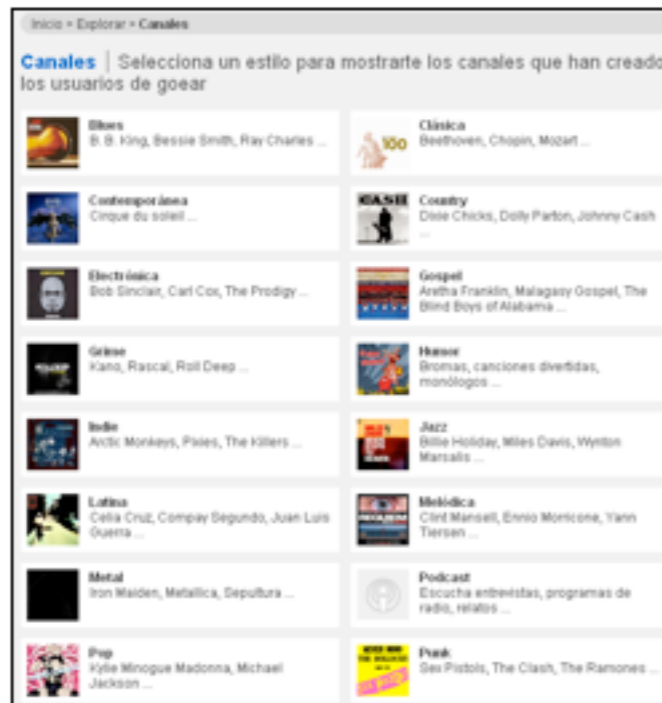 Inicio » Explorar » Canales
Canales | Selecciona un estilo para mostrarte los canales que han creado
los usuarios de goear
Blues
B. B. King, Bessie Smith, Ray Charles ...
Clásica
Beethoven, Chopin, Mozart ...
100
Contemporánea
Cirque du soleil ...
Country
Dixie Chicks, Dolly Parton, Johnny Cash
...
CASH
Electrónica
Bob Sinclair, Carl Cox, The Prodigy ...
Gospel
Aretha Franklin, Malagasy Gospel, The
Blind Boys of Alabama ...
Grime
Kano, Rascal, Roll Deep ...
Humor
Bromas, canciones divertidas,
monólogos ...
Indie
Arctic Monkeys, Pixies, The Killers ...
Jazz
Billie Holiday, Miles Davis, Wynton
Marsalis ...
Latina
Celia Cruz, Compay Segundo, Juan Luis
Guerra ...
Melódica
Clint Mansell, Ennio Morricone, Yann
Tiersen ...
Metal
Iron Maiden, Metallica, Sepultura ...
Podcast
Escucha entrevistas, programas de
radio, relatos ...
Pop
Kylie Minogue Madonna, Michael
Jackson ...
Punk
Sex Pistols, The Clash, The Ramones ...